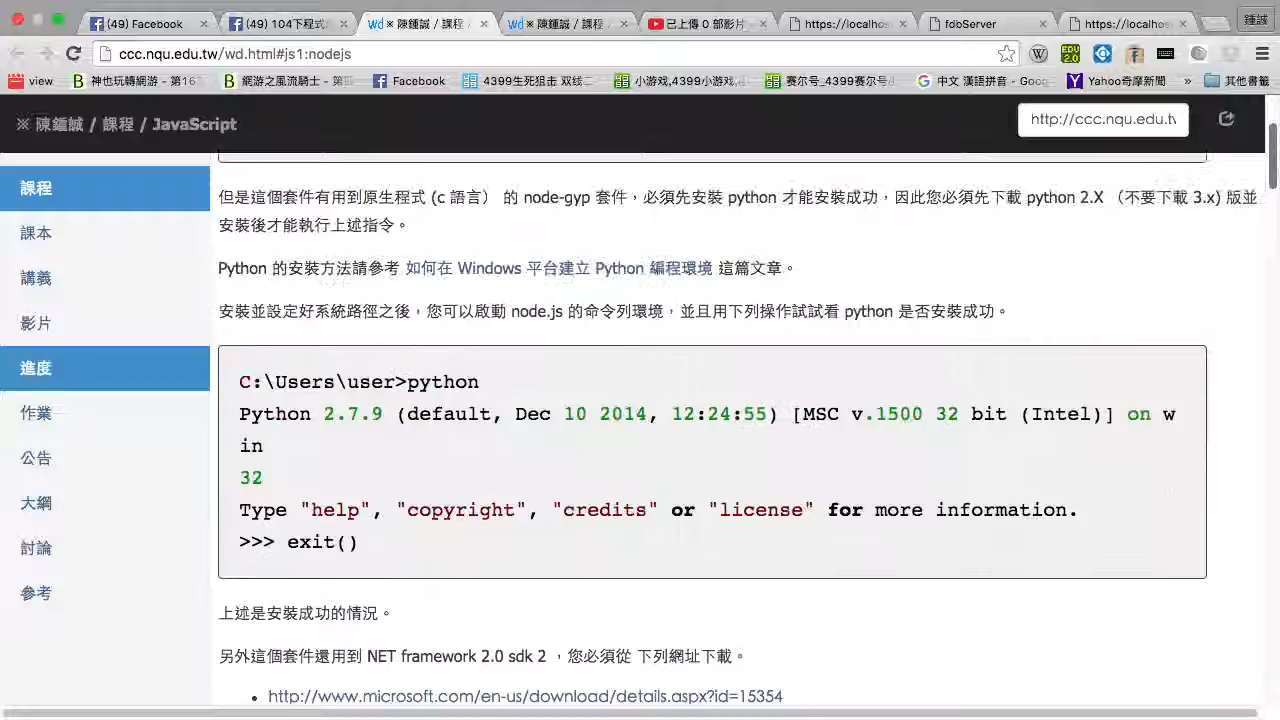 (49) Facebook
(49) 104下程式
Wd ※ 陳鍾誠 / 課程
Wd ※ 陳鍾誠 / 課程
已上傳 0 部影片
https://localhos
fdbServer
https://localhos
鍾誠
ccc.nqu.edu.tw/wd.html#js1:nodejs
view
神也玩轉網游 - 第16
網游之風流騎士 - 第
Facebook
4399生死狙击 双线二
小游戏,4399小游戏,
赛尔号_4399赛尔号
中文 漢語拼音 - Goog
Yahoo奇摩新聞
»
其他書籤
※ 陳鍾誠 / 課程 / JavaScript
http://ccc.nqu.edu.tv
課程
課本
講義
影片
進度
作業
公告
大綱
討論
參考
但是這個套件有用到原生程式 (c 語言） 的 node-gyp 套件，必須先安裝 python 才能安裝成功，因此您必須先下載 python 2.X （不要下載 3.x) 版並
安裝後才能執行上述指令。
Python 的安裝方法請參考 如何在 Windows 平台建立 Python 編程環境 這篇文章。
安裝並設定好系統路徑之後，您可以啟動 node.js 的命令列環境，並且用下列操作試試看 python 是否安裝成功。
C:\Users\user>python
Python 2.7.9 (default, Dec 10 2014, 12:24:55) [MSC v.1500 32 bit (Intel)] on w
in
32
Type "help", "copyright", "credits" or "license" for more information.
>>> exit()
上述是安裝成功的情況。
另外這個套件還用到 NET framework 2.0 sdk 2 ，您必須從 下列網址下載。
• http://www.microsoft.com/en-us/download/details.aspx?id=15354